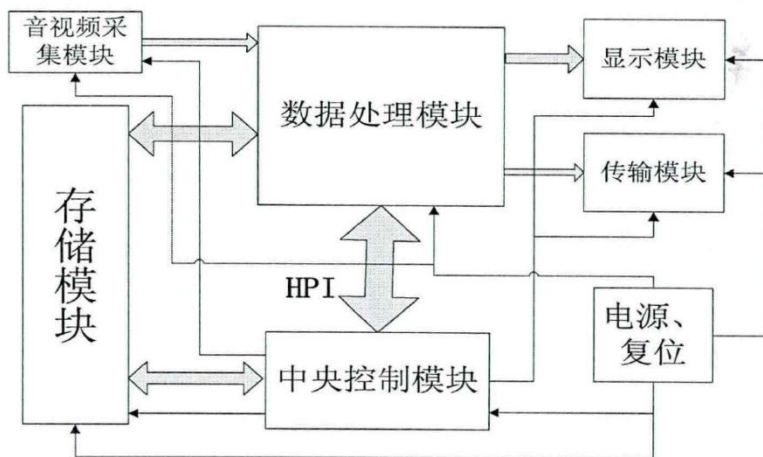 音视频采
集模块
数据处理模块
显示模块
传输模块
存储模块
HPI
电源、
复位
中央控制模块